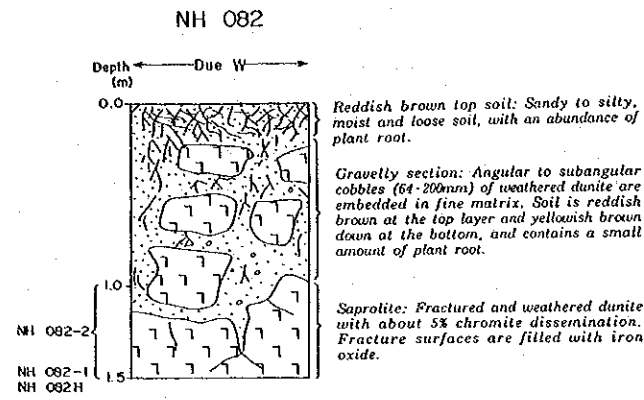 NH 082
Depth
(m)
Due W
0.0
Reddish brown top soil: Sandy to silty,
moist and loose soil, with an abundance of
plant root.
Gravelly section: Angular to subangular
cobbles (64-200mm) of weathered dunite are
embedded in fine matrix, Soil is reddish
brown at the top layer and yellowish brown
down at the bottom, and contains a small
amount of plant root.
1.0
Saprolite: Fractured and weathered dunite
with about 5% chromite dissemination.
Fracture surfaces are filled with iron
oxide.
NH 082-2
NH 082-1
NH 082H
1.5